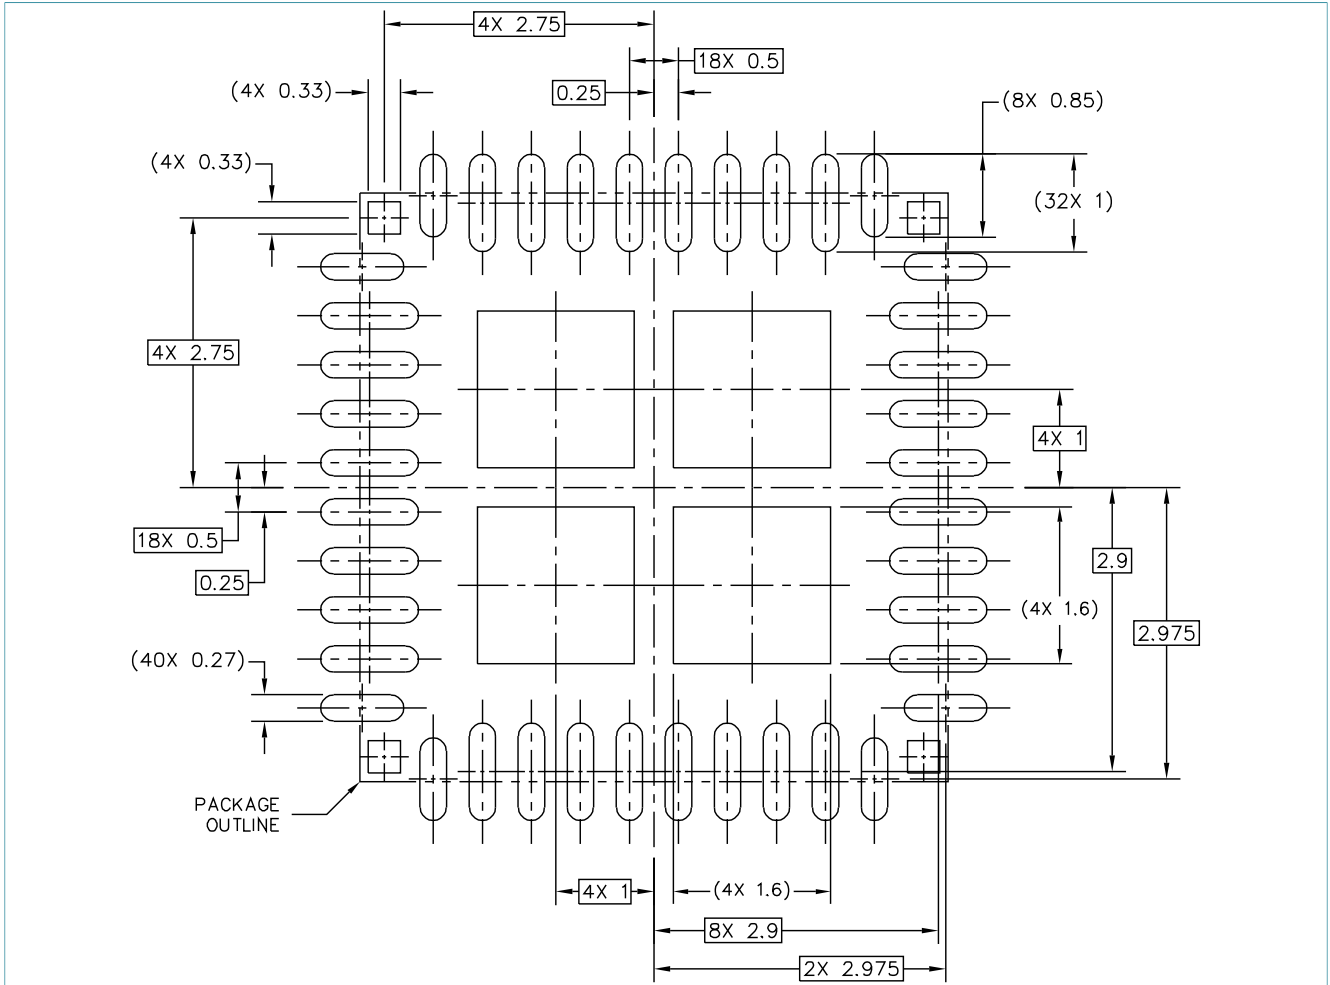 4X 2.75
18X 0.5
(4X 0.33)
0.25
(8X 0.85)
(4X 0.33)
(32X 1)
4X 2.75
4X 1
18X 0.5
2.9
0.25
(4X 1.6)
2.975
(40X 0.27)
PACKAGE
OUTLINE
4X 1
(4X 1.6)
8X 2.9
2X 2.975